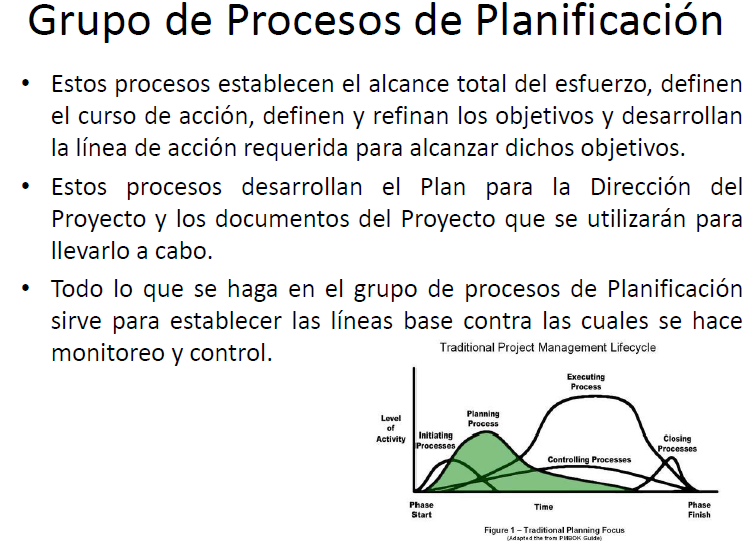 Grupo de Procesos de Planificación
• Estos procesos establecen el alcance total del esfuerzo, definen
el curso de acción, definen y refinan los objetivos y desarrollan
la línea de acción requerida para alcanzar dichos objetivos.
• Estos procesos desarrollan el Plan para la Dirección del
Proyecto y los documentos del Proyecto que se utilizarán para
llevarlo a cabo.
• Todo lo que se haga en el grupo de procesos de Planificación
sirve para establecer las líneas base contra las cuales se hace
monitoreo y control.
Traditional Project Management Lifecycle
Executing
Process
Planning
Process
Level
of
Activity
Initiating
Processes
Closing
Processes
Controlling Processes
Phase
Start
Time
Phase
Finish
Figure 1 – Traditional Planning Focus
(Adapted the from PMBOK Guide)